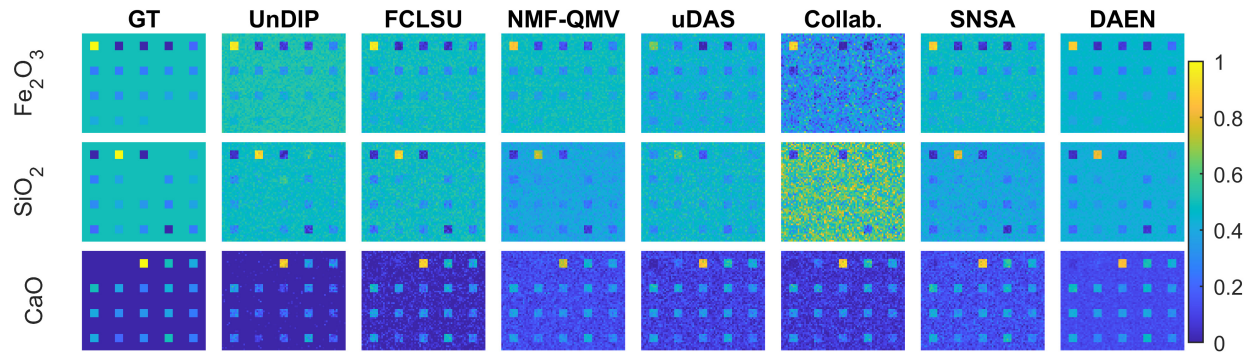 GT UnDIP FCLSU NMF-QMV uDAS Collab. SNSA DAEN
Fe2O3
SiO2
CaO
1
0.8
0.6
0.4
0.2
0